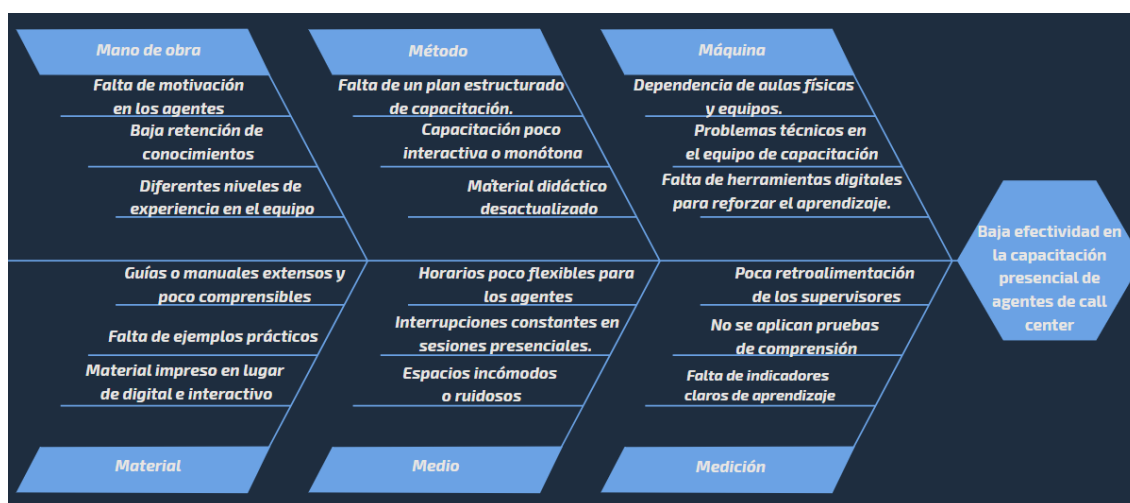 Mano de obra
Método
Máquina
Falta de motivación
en los agentes
Baja retención de
conocimientos
Diferentes niveles de
experiencia en el equipo
Falta de un plan estructurado
de capacitación.
Capacitación poco
interactiva o monótona
Material didáctico
desactualizado
Dependencia de aulas físicas
y equipos.
Problemas técnicos en
el equipo de capacitación
Falta de herramientas digitales
para reforzar el aprendizaje.
Baja efectividad en
la capacitación
presencial de
agentes de call
center
Guías o manuales extensos y
poco comprensibles
Falta de ejemplos prácticos
Material impreso en lugar
de digital e interactivo
Horarios poco flexibles para
los agentes
Interrupciones constantes en
sesiones presenciales.
Espacios incómodos
o ruidosos
Poca retroalimentación
de los supervisores
No se aplican pruebas
de comprensión
Falta de indicadores
claros de aprendizaje
Material
Medio
Medición